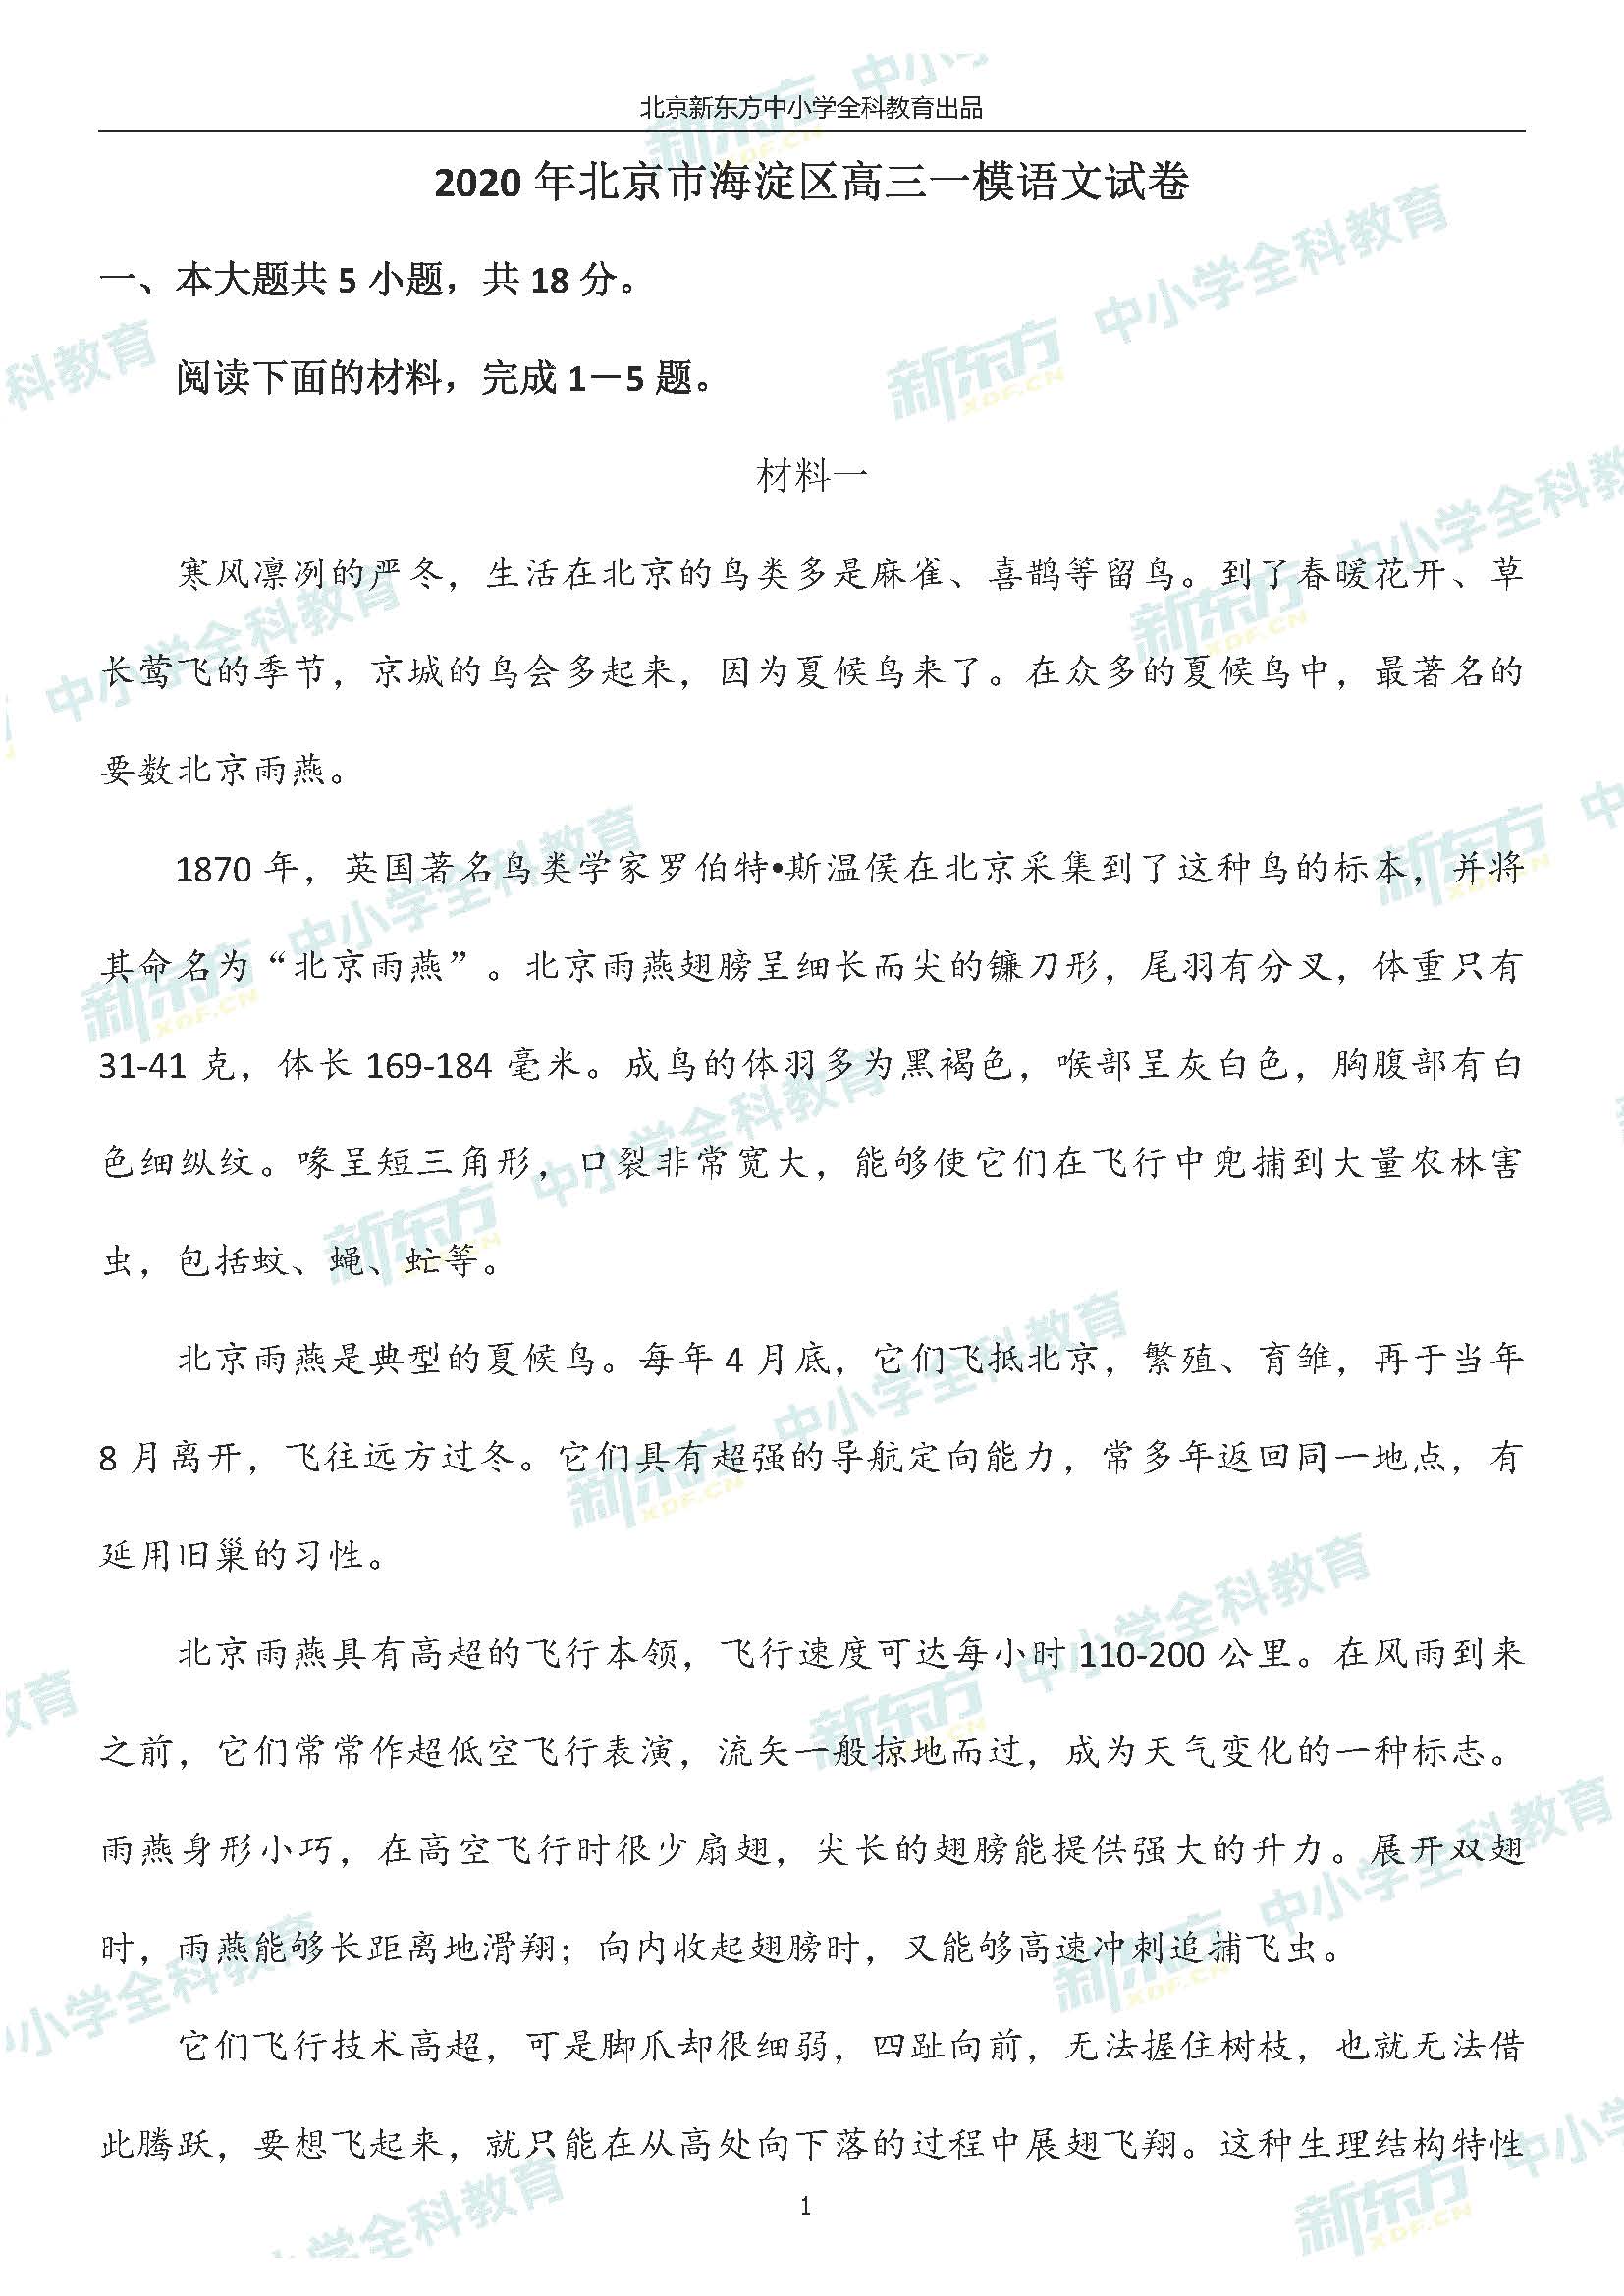 北京新东方中小学全科教育出品
2020 年北京市海淀区高三一模语文试卷
一、本大题共 5 小题，共 18 分。
阅读下面的材料，完成 1－5 题。
材料一
寒风凛冽的严冬，生活在北京的鸟类多是麻雀、喜鹊等留鸟。到了春暖花开、草
长莺飞的季节，京城的鸟会多起来，因为夏候鸟来了。在众多的夏候鸟中，最著名的
要数北京雨燕。
1870 年，英国著名鸟类学家罗伯特•斯温侯在北京采集到了这种鸟的标本，并将
其命名为“北京雨燕”。北京雨燕翅膀呈细长而尖的镰刀形，尾羽有分叉，体重只有
31-41 克，体长 169-184 毫米。成鸟的体羽多为黑褐色，喉部呈灰白色，胸腹部有白
色细纵纹。喙呈短三角形，口裂非常宽大，能够使它们在飞行中兜捕到大量农林害
虫，包括蚊、蝇、虻等。
北京雨燕是典型的夏候鸟。每年 4 月底，它们飞抵北京，繁殖、育雏，再于当年
8 月离开，飞往远方过冬。它们具有超强的导航定向能力，常多年返回同一地点，有
延用旧巢的习性。
北京雨燕具有高超的飞行本领，飞行速度可达每小时 110-200 公里。在风雨到来
之前，它们常常作超低空飞行表演，流矢一般掠地而过，成为天气变化的一种标志。
雨燕身形小巧，在高空飞行时很少扇翅，尖长的翅膀能提供强大的升力。展开双翅
时，雨燕能够长距离地滑翔；向内收起翅膀时，又能够高速冲刺追捕飞虫。
它们飞行技术高超，可是脚爪却很细弱，四趾向前，无法握住树枝，也就无法借
此腾跃，要想飞起来，就只能在从高处向下落的过程中展翅飞翔。这种生理结构特性
1
新东方 XDF.CN 中小学全科教育